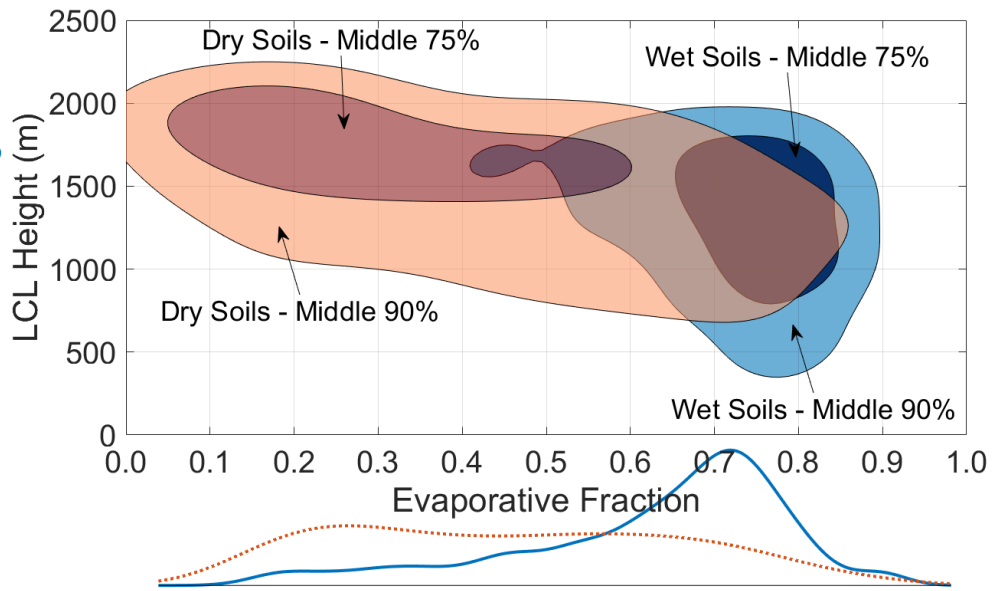 2500
Dry Soils - Middle 75%
Wet Soils - Middle 75%
2000
1500
LCL Height (m)
1000
Dry Soils - Middle 90%
500
Wet Soils - Middle 90%
0
0.0 0.1 0.2 0.3 0.4 0.5 0.6 0.7 0.8 0.9 1.0
Evaporative Fraction